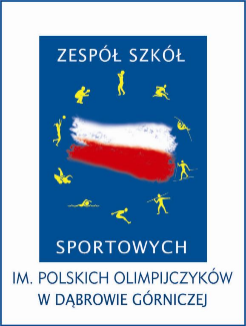 ZESPÓŁ SZKÓŁ
SPORTOWYCH
IM. POLSKICH OLIMPIJCZYKÓW
W DĄBROWIE GÓRNICZEJ